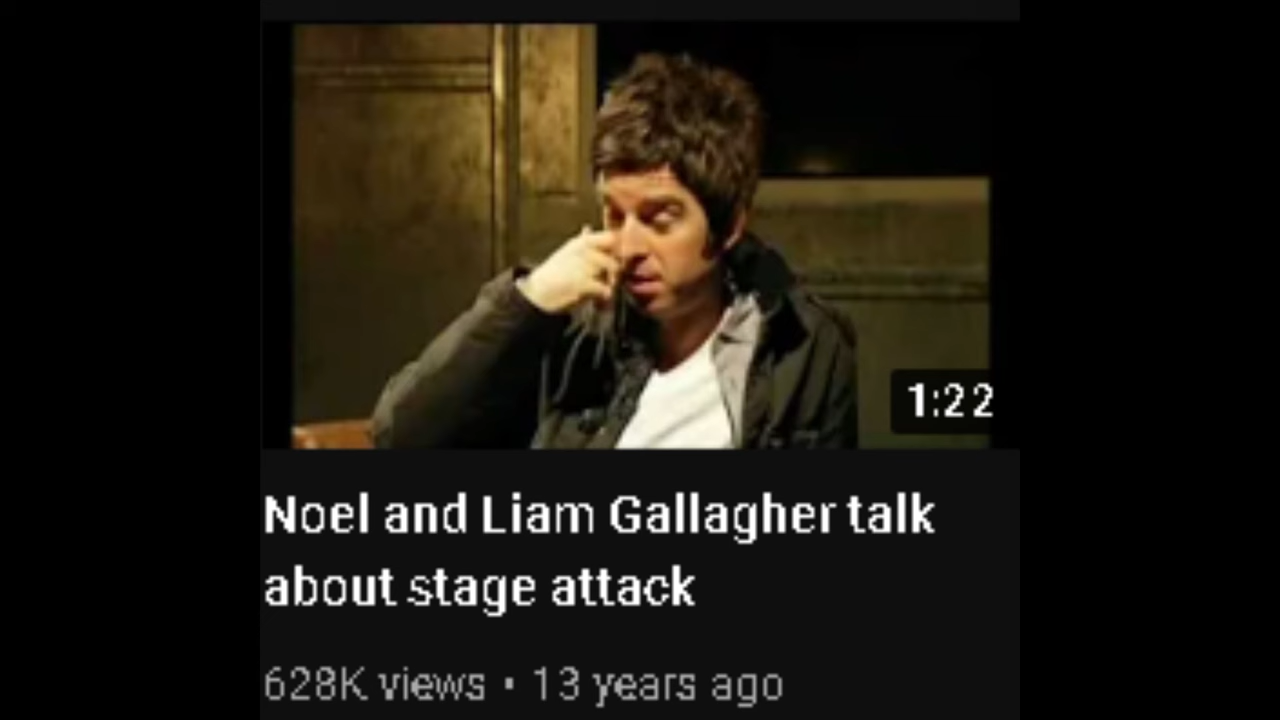 1:22
Noel and Liam Gallagher talk
about stage attack
628K views • 13 years ago